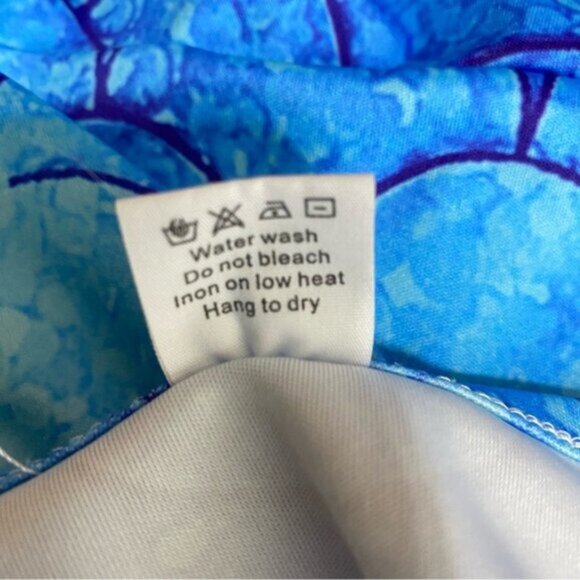 Water wash
Do not bleach
Inon on low heat
Hang to dry